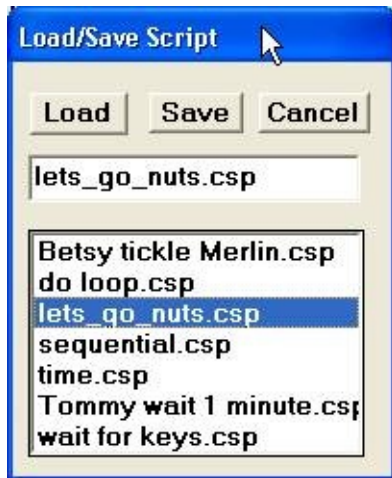 Load/Save Script
Load Save Cancel
lets_go_nuts.csp
Betsy tickle Merlin.csp
do loop.csp
lets_go_nuts.csp
sequential.csp
time.csp
Tommy wait 1 minute.csp
wait for keys.csp